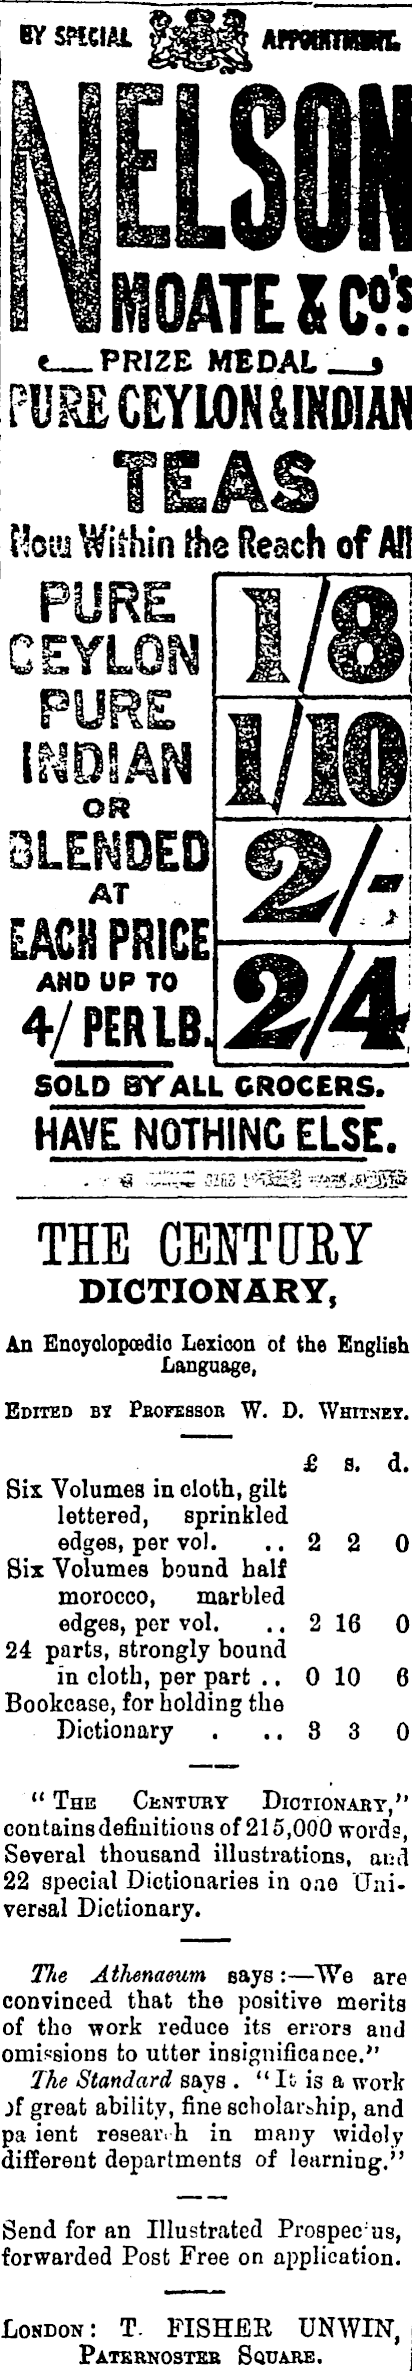 BY SPECIAL APPOINTMENT.
NELSON
MOATE & Co's
PRIZE MEDAL
PURE CEYLON & INDIAN
TEAS
Now Within the Reach of All
PURE CEYLON
PURE INDIAN
OR
BLENDED
AT
EACH PRICE
AND UP TO
4/ PER LB.
1/8
1/10
2/-
2/4
SOLD BY ALL GROCERS.
HAVE NOTHING ELSE.
THE CENTURY
DICTIONARY,
An Encyclopœdic Lexicon of the English
Language,
EDITED BY PROFESSOR W. D. WHITNEY.
£ s. d.
Six Volumes in cloth, gilt
lettered, sprinkled
edges, per vol. .. 2 2 0
Six Volumes bound half
morocco, marbled
edges, per vol. .. 2 16 0
24 parts, strongly bound
in cloth, per part .. 0 10 6
Bookcase, for holding the
Dictionary . .. 3 3 0
"THE CENTURY DICTIONARY,"
contains definitions of 215,000 words,
Several thousand illustrations, and
22 special Dictionaries in one Uni-
versal Dictionary.
The Athenaeum says:—We are
convinced that the positive merits
of the work reduce its errors and
omissions to utter insignificance."
The Standard says. "It is a work
of great ability, fine scholarship, and
pa ient research in many widely
different departments of learning."
Send for an Illustrated Prospec us,
forwarded Post Free on application.
LONDON: T. FISHER UNWIN,
PATERNOSTER SQUARE.